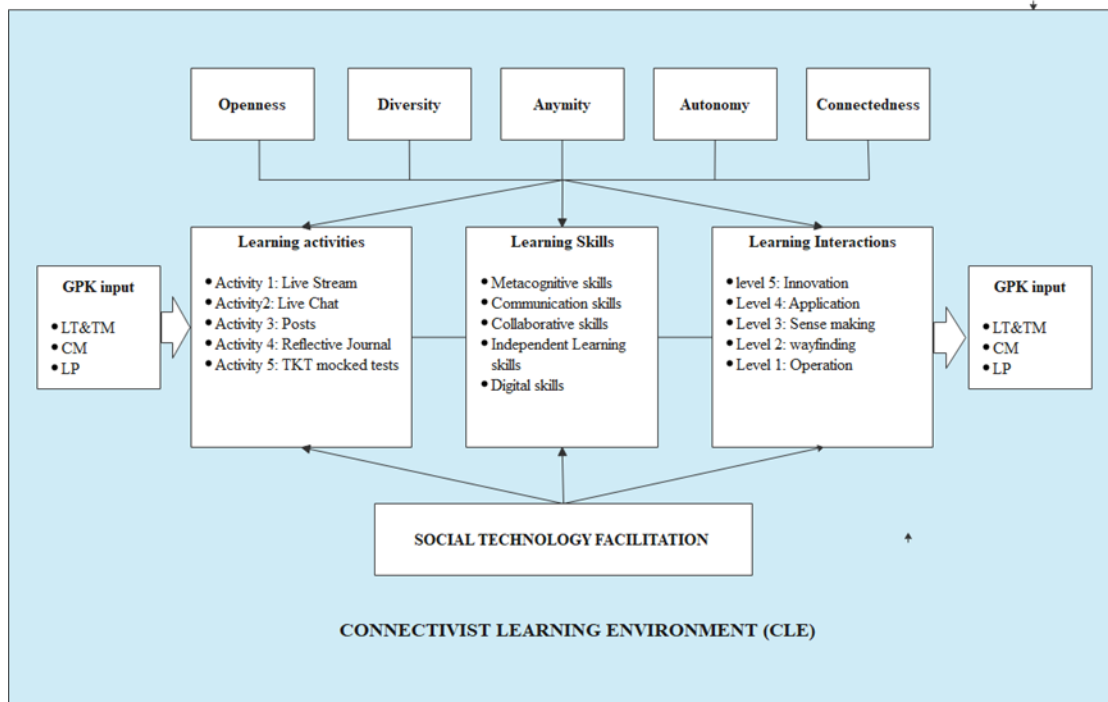 Openness
Diversity
Anymity
Autonomy
Connectedness
GPK input
• LT&TM
• CM
• LP
Learning activities
• Activity 1: Live Stream
• Activity2: Live Chat
• Activity 3: Posts
• Activity 4: Reflective Journal
• Activity 5: TKT mocked tests
Learning Skills
• Metacognitive skills
• Communication skills
• Collaborative skills
• Independent Learning
skills
• Digital skills
Learning Interactions
• level 5: Innovation
• Level 4: Application
• Level 3: Sense making
• Level 2: wayfinding
• Level 1: Operation
GPK input
• LT&TM
• CM
• LP
SOCIAL TECHNOLOGY FACILITATION
CONNECTIVIST LEARNING ENVIRONMENT (CLE)